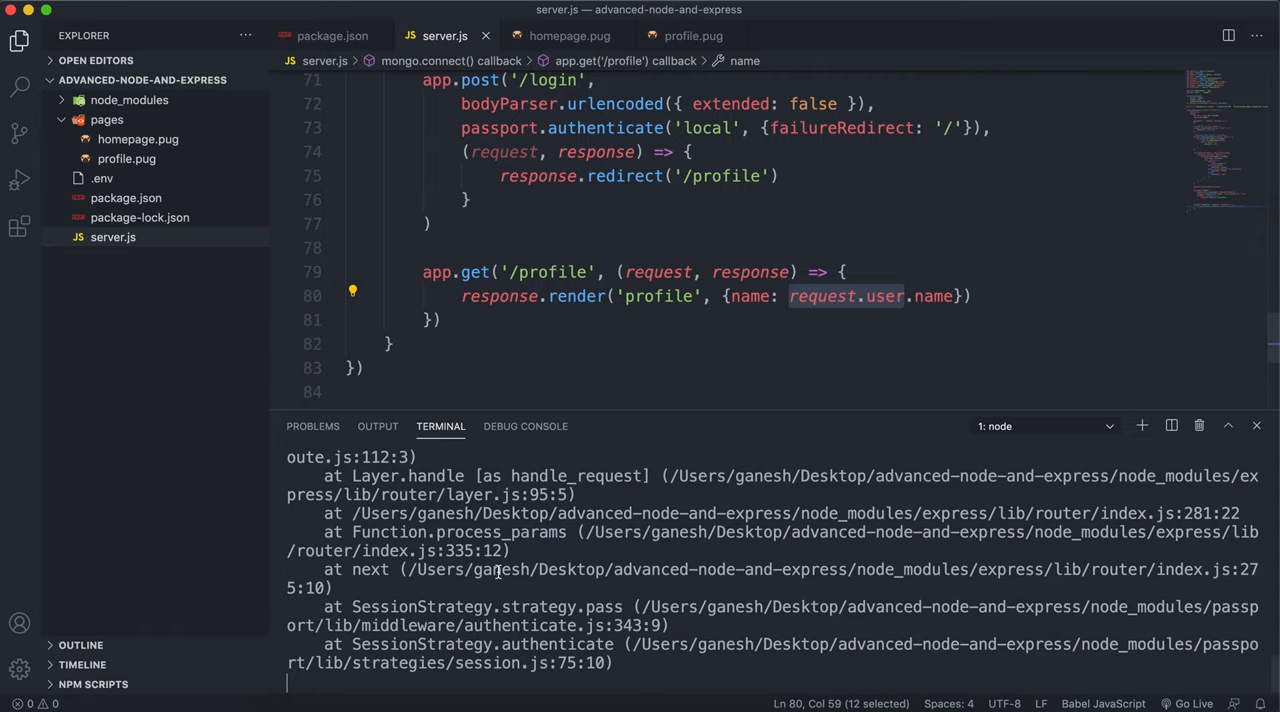 server.js — advanced-node-and-express
EXPLORER
package.json
JS server.js
homepage.pug
profile.pug
OPEN EDITORS
JS server.js > mongo.connect() callback > app.get('/profile') callback > name
ADVANCED-NODE-AND-EXPRESS
node_modules
pages
homepage.pug
profile.pug
.env
package.json
package-lock.json
JS server.js
71 app.post('/login',
72 bodyParser.urlencoded({ extended: false }),
73 passport.authenticate('local', {failureRedirect: '/'}),
74 (request, response) => {
75 response.redirect('/profile')
76 }
77 )
78
79 app.get('/profile', (request, response) => {
80 response.render('profile', {name: request.user.name})
81 })
82 }
83 })
84
PROBLEMS OUTPUT TERMINAL DEBUG CONSOLE 1: node
oute.js:112:3)
at Layer.handle [as handle_request] (/Users/ganesh/Desktop/advanced-node-and-express/node_modules/ex
press/lib/router/layer.js:95:5)
at /Users/ganesh/Desktop/advanced-node-and-express/node_modules/express/lib/router/index.js:281:22
at Function.process_params (/Users/ganesh/Desktop/advanced-node-and-express/node_modules/express/lib
/router/index.js:335:12)
at next (/Users/ganesh/Desktop/advanced-node-and-express/node_modules/express/lib/router/index.js:27
5:10)
at SessionStrategy.strategy.pass (/Users/ganesh/Desktop/advanced-node-and-express/node_modules/passp
ort/lib/middleware/authenticate.js:343:9)
at SessionStrategy.authenticate (/Users/ganesh/Desktop/advanced-node-and-express/node_modules/passpo
rt/lib/strategies/session.js:75:10)
OUTLINE
TIMELINE
NPM SCRIPTS
0 0 Ln 80, Col 59 (12 selected) Spaces: 4 UTF-8 LF Babel JavaScript Go Live